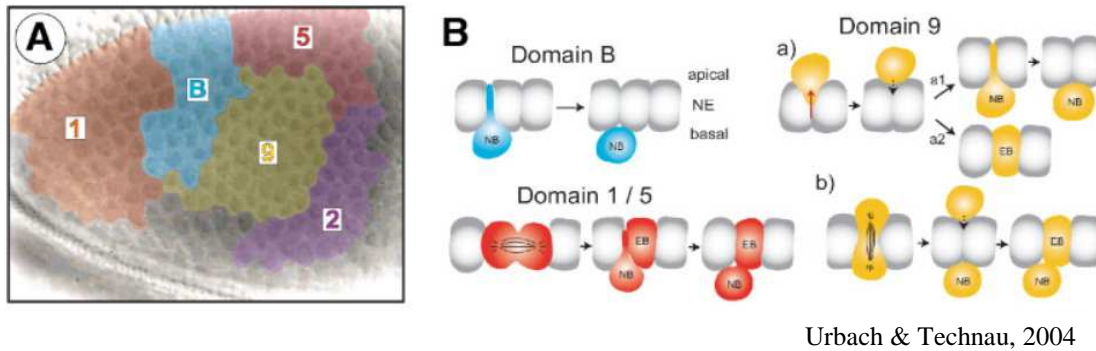 A
1
B
5
9
2
B
Domain B
apical
NE
basal
NB
NB
Domain 9
a)
a1
a2
NB
NB
EB
Domain 1 / 5
EB
NB
EB
NB
b)
NB
EB
NB
Urbach & Technau, 2004